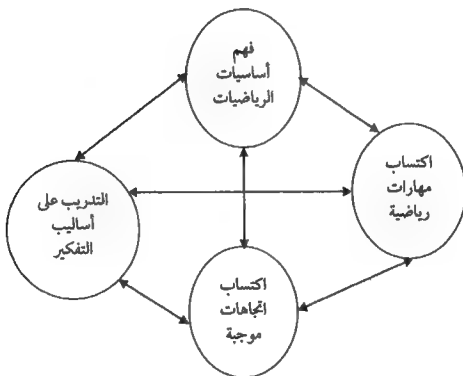 فهم
أساسيات
الرياضيات
اكتساب
مهارات
رياضية
التدريب على
أساليب
التفكير
اكتساب
اتجاهات
موجبة